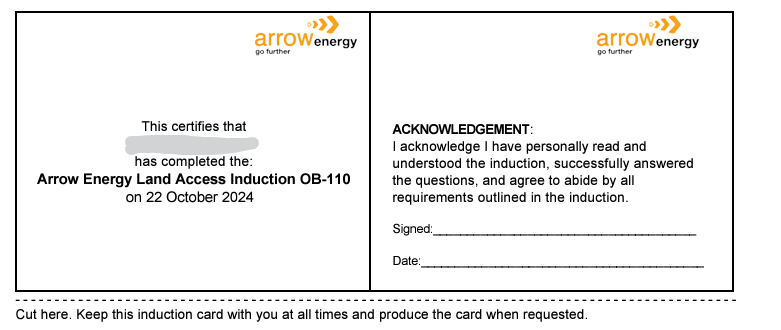 arrowenergy
go further
This certifies that
has completed the:
Arrow Energy Land Access Induction OB-110
on 22 October 2024
arrowenergy
go further
ACKNOWLEDGEMENT:
I acknowledge I have personally read and
understood the induction, successfully answered
the questions, and agree to abide by all
requirements outlined in the induction.
Signed:
Date:
Cut here. Keep this induction card with you at all times and produce the card when requested.